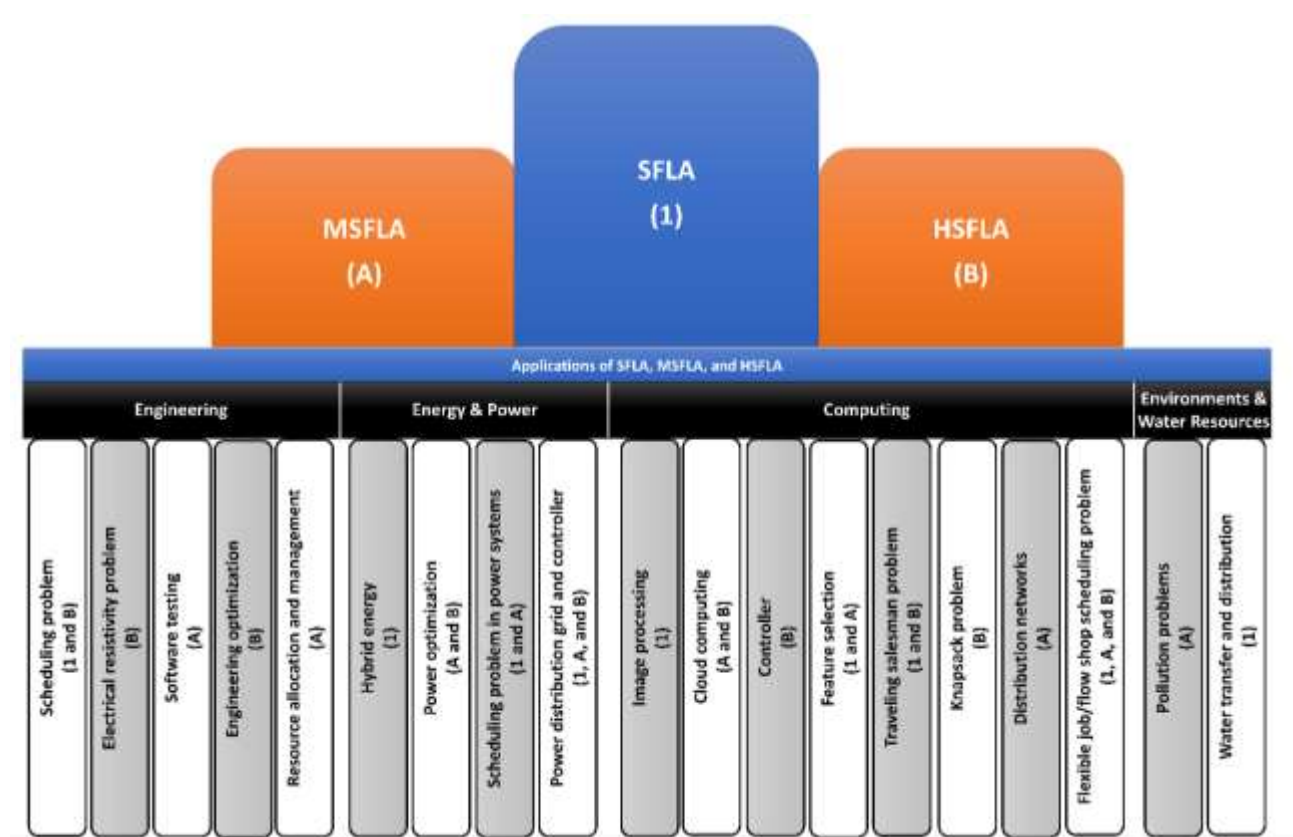 SFLA
(1)
MSFLA
(A)
HSFLA
(B)
Applications of SFLA, MSFLA, and HSFLA
Engineering
Energy & Power
Computing
Environments &
Water Resources
Scheduling problem
(1 and B)
Electrical resistivity problem
(B)
Software testing
(A)
Engineering optimization
(B)
Resource allocation and management
(A)
Hybrid energy
(1)
Power optimization
(A and B)
Scheduling problem in power systems
(1 and A)
Power distribution grid and controller
(1, A, and B)
Image processing
(1)
Cloud computing
(A and B)
Controller
(B)
Feature selection
(1 and A)
Traveling salesman problem
(1 and B)
Knapsack problem
(B)
Distribution networks
(A)
Flexible job/flow shop scheduling problem
(1, A, and B)
Pollution problems
(A)
Water transfer and distribution
(1)